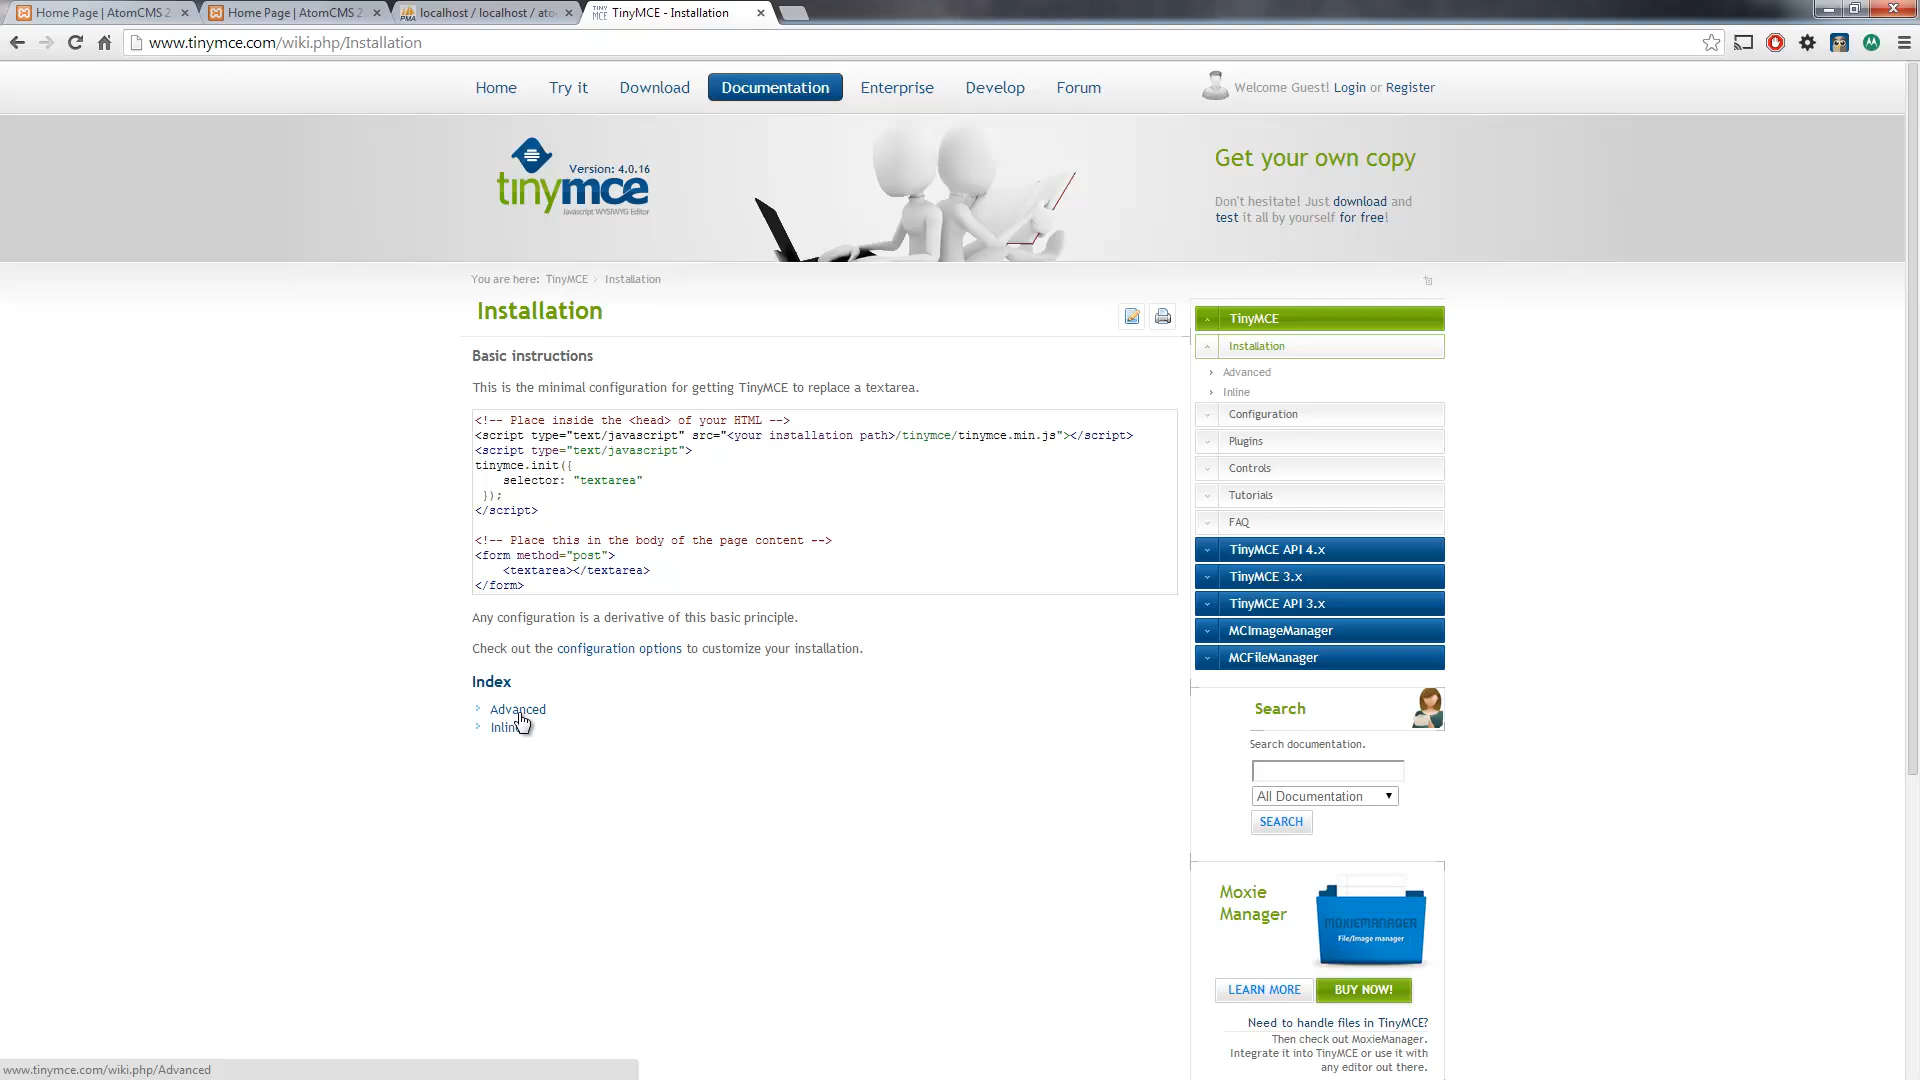 Home Page | AtomCMS 2
Home Page | AtomCMS 2.
localhost / localhost / ato
TinyMCE - Installation
www.tinymce.com/wiki.php/Installation
Home
Try it
Download
Documentation
Enterprise
Develop
Forum
Welcome Guest! Login or Register
Version: 4.0.16
tinymce
Javascript WYSIWYG Editor
Get your own copy
Don't hesitate! Just download and
test it all by yourself for free!
You are here: TinyMCE › Installation
Installation
Basic instructions
This is the minimal configuration for getting TinyMCE to replace a textarea.
<!-- Place inside the <head> of your HTML -->
<script type="text/javascript" src="<your installation path>/tinymce/tinymce.min.js"></script>
<script type="text/javascript">
tinymce.init({
    selector: "textarea"
 });
</script>
<!-- Place this in the body of the page content -->
<form method="post">
    <textarea></textarea>
</form>
Any configuration is a derivative of this basic principle.
Check out the configuration options to customize your installation.
Index
Advanced
Inlin
TinyMCE
Installation
Advanced
Inline
Configuration
Plugins
Controls
Tutorials
FAQ
TinyMCE API 4.x
TinyMCE 3.x
TinyMCE API 3.x
MCImageManager
MCFileManager
Search
Search documentation.
All Documentation
SEARCH
Moxie
Manager
MOXIEMANAGER
File/Image manager
LEARN MORE
BUY NOW!
Need to handle files in TinyMCE?
Then check out MoxieManager.
Integrate it into TinyMCE or use it with
any editor out there.
www.tinymce.com/wiki.php/Advanced